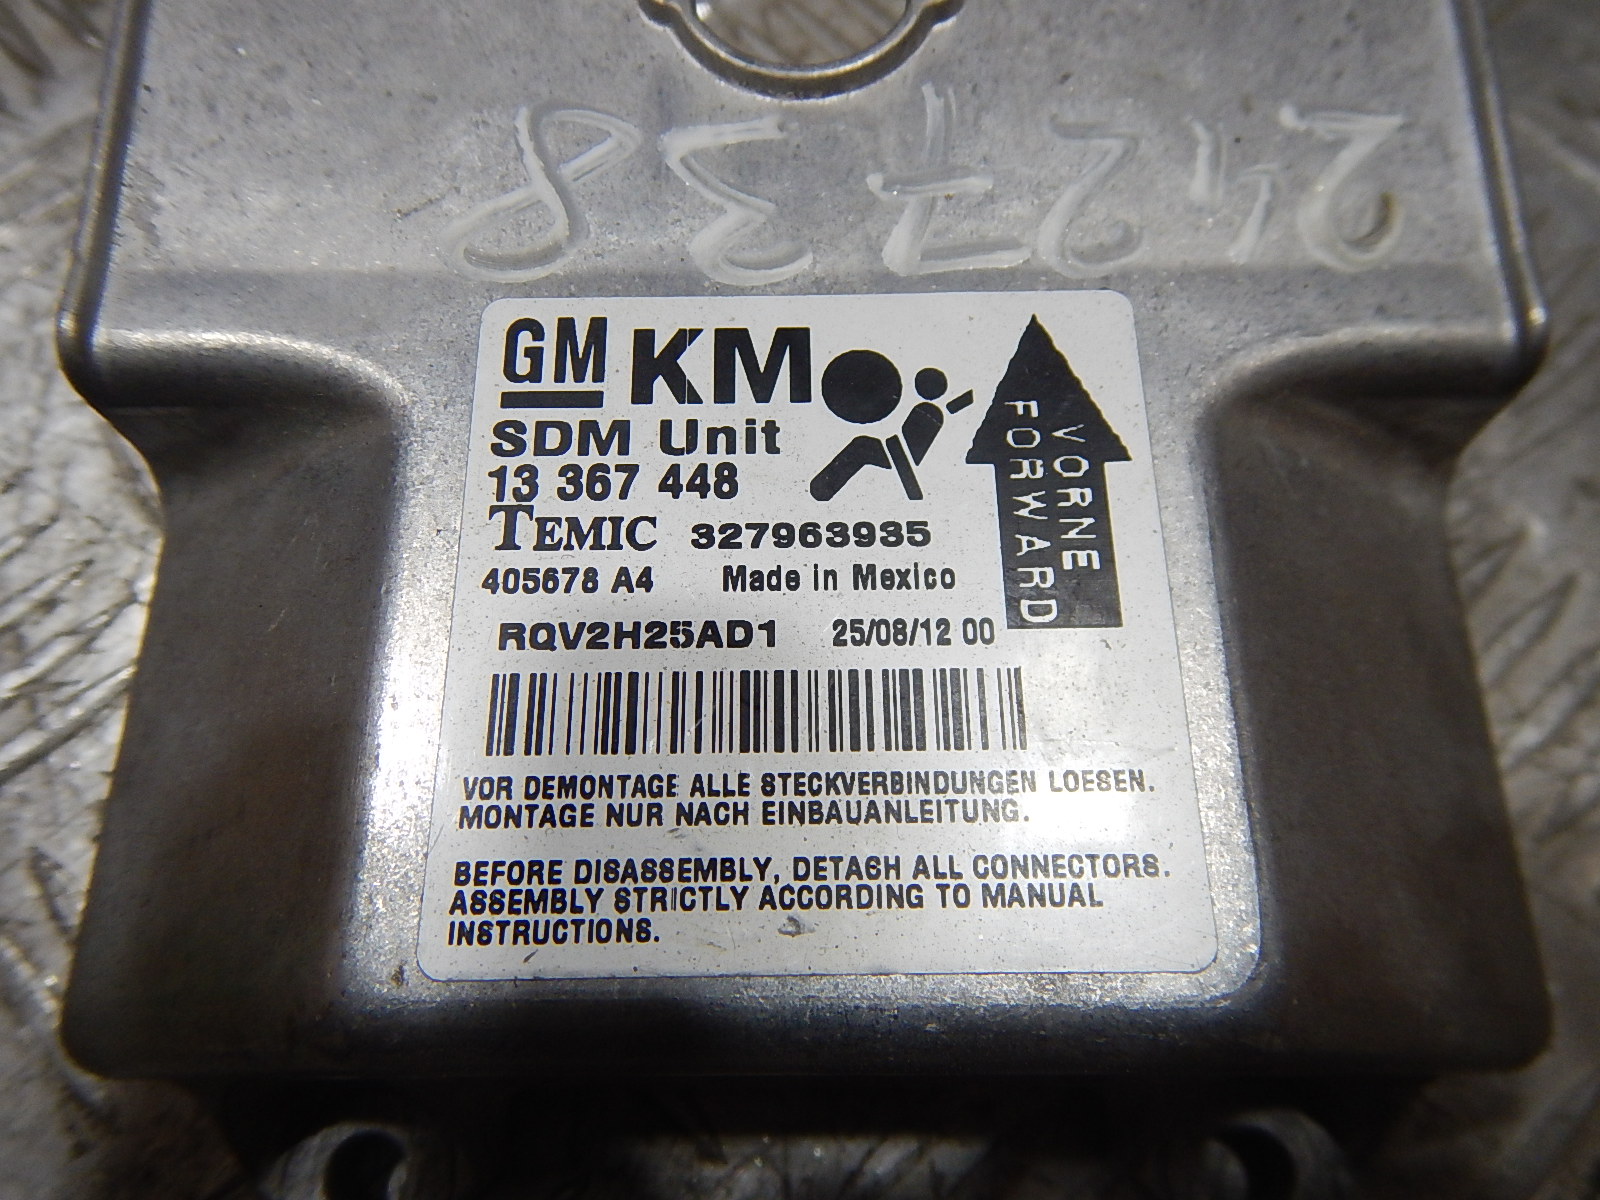 GM KM
SDM Unit
13 367 448
TEMIC 327963935
405678 A4 Made in Mexico
RQV2H25AD1 25/08/12 00
VORNE
FORWARD
VOR DEMONTAGE ALLE STECKVERBINDUNGEN LOESEN.
MONTAGE NUR NACH EINBAUANLEITUNG.
BEFORE DISASSEMBLY, DETACH ALL CONNECTORS.
ASSEMBLY STRICTLY ACCORDING TO MANUAL
INSTRUCTIONS.